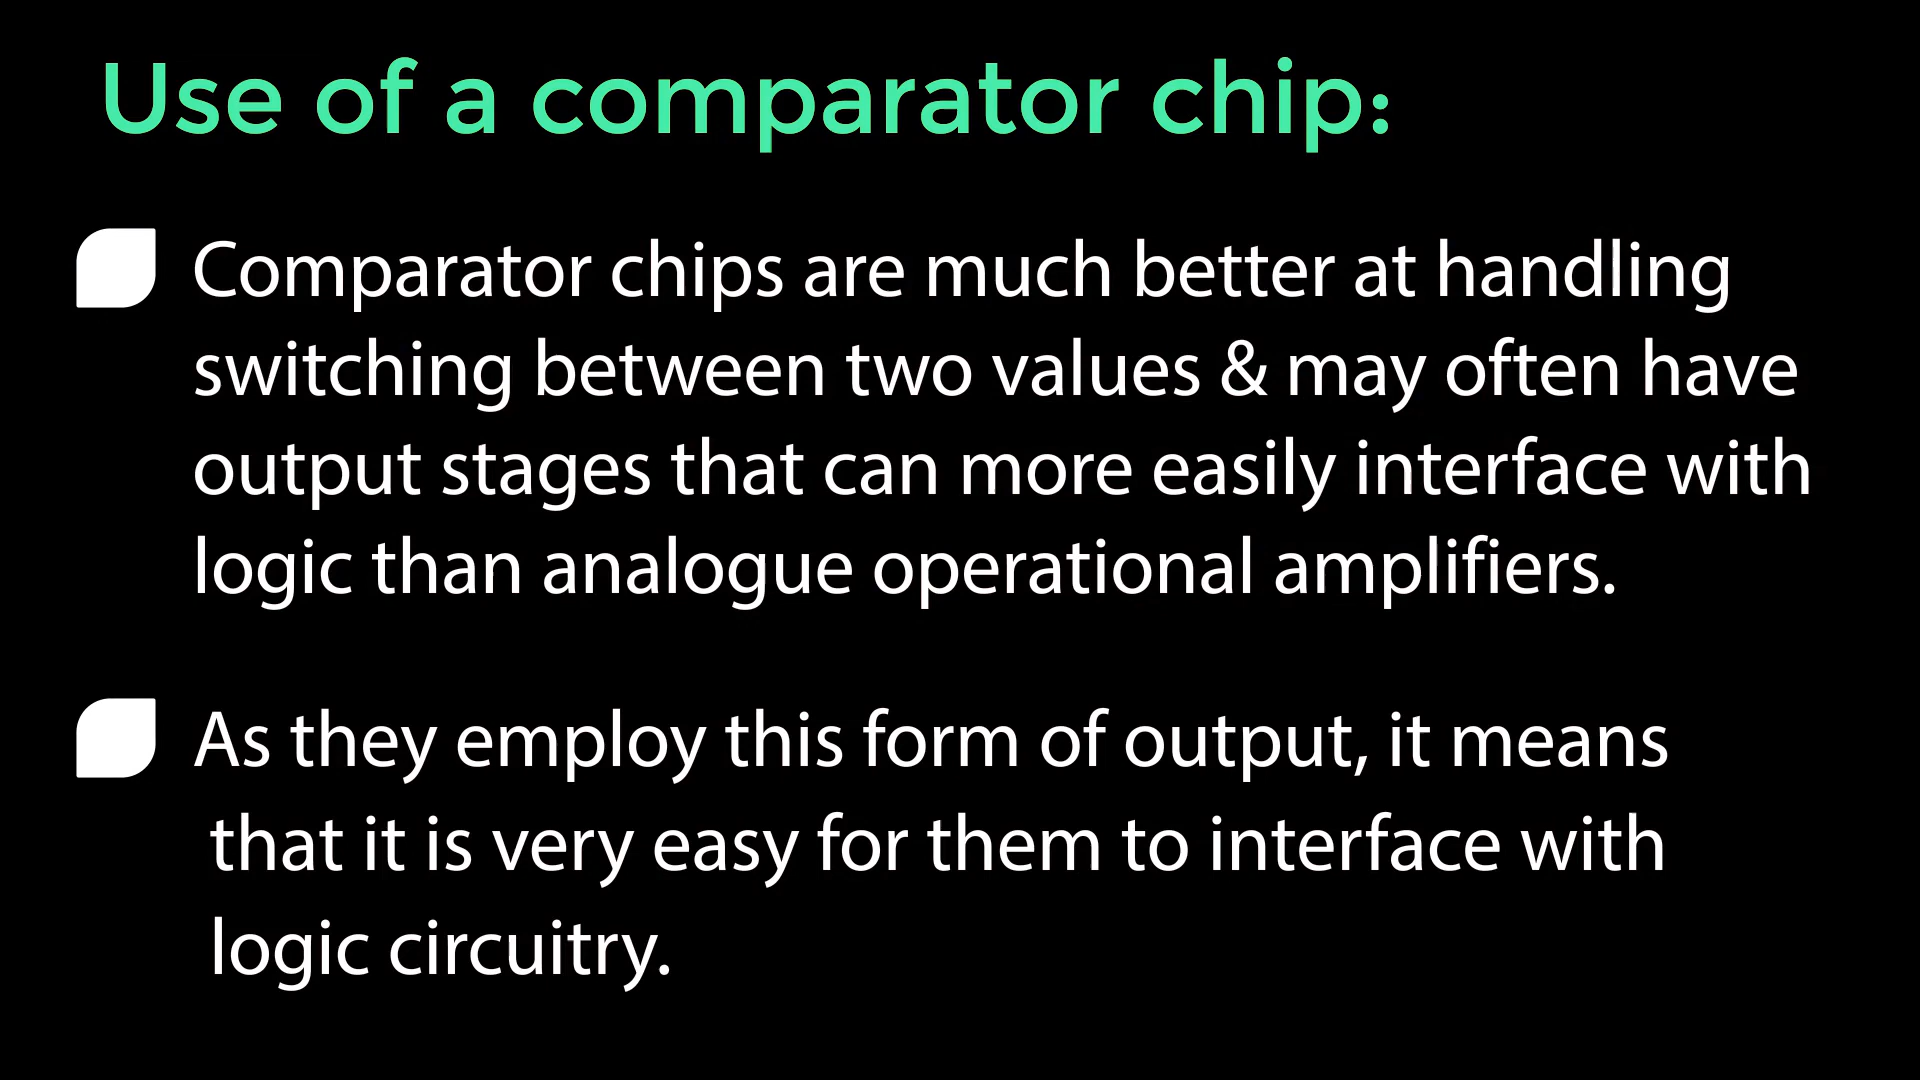 Use of a comparator chip:
Comparator chips are much better at handling
switching between two values & may often have
output stages that can more easily interface with
logic than analogue operational amplifiers.
As they employ this form of output, it means
that it is very easy for them to interface with
logic circuitry.